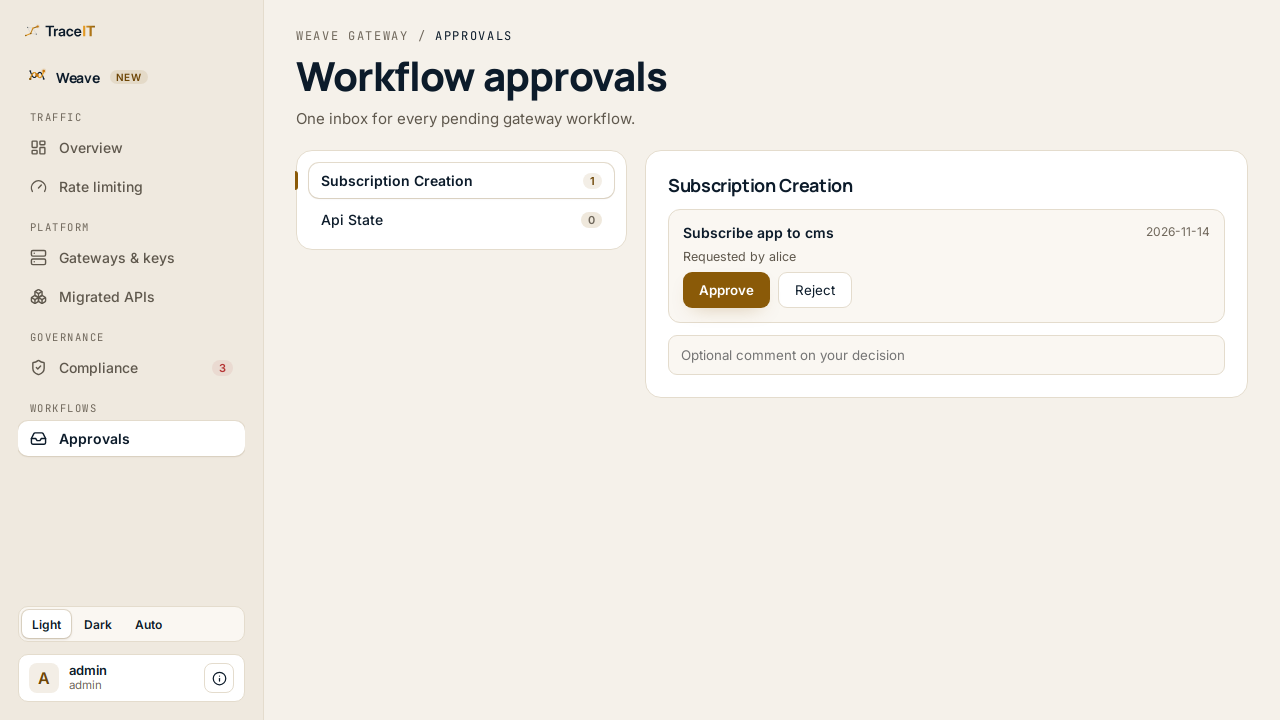 TraceIT
Weave NEW
TRAFFIC
Overview
Rate limiting
PLATFORM
Gateways & keys
Migrated APIs
GOVERNANCE
Compliance 3
WORKFLOWS
Approvals
Light Dark Auto
A admin
admin
WEAVE GATEWAY / APPROVALS
Workflow approvals
One inbox for every pending gateway workflow.
Subscription Creation 1
Api State 0
Subscription Creation
Subscribe app to cms 2026-11-14
Requested by alice
Approve Reject
Optional comment on your decision